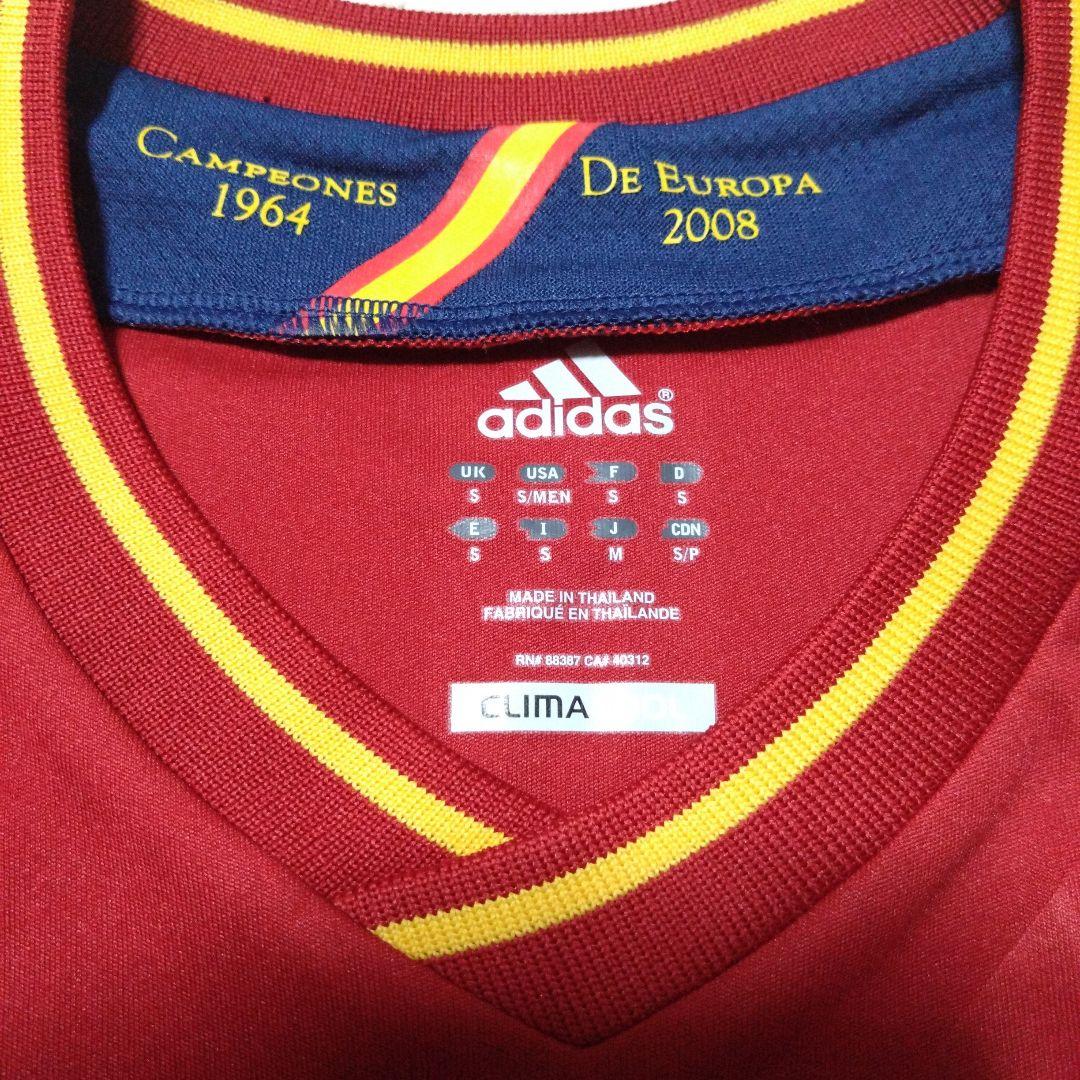 CAMPEONES
1964
DE EUROPA
2008
adidas®
UK USA F D
S S/MEN S S
E I J CDN
S S M S/P
MADE IN THAILAND
FABRIQUÉ EN THAÏLANDE
RN# 88387 CA# 40312
CLIMA